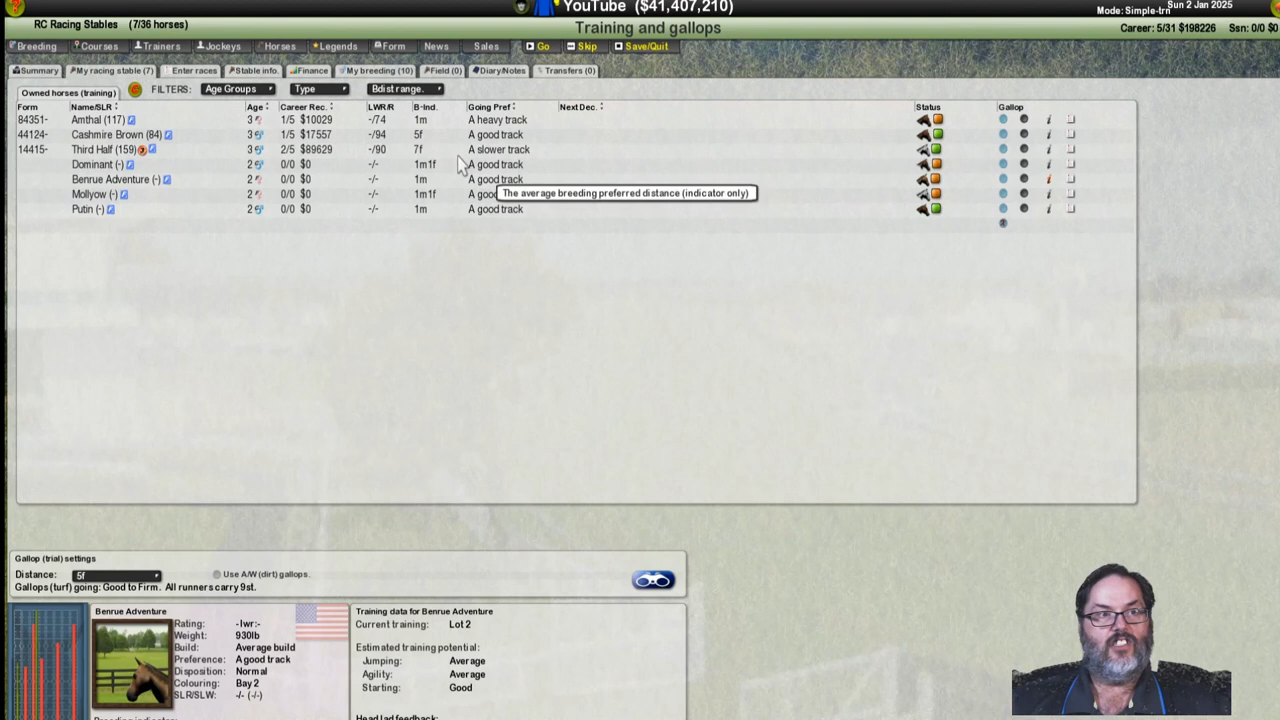 YouTube ($41,407,210)
Mode: Simple-trn
Sun 2 Jan 2025
RC Racing Stables (7/36 horses)
Training and gallops
Career: 5/31 $198226 Ssn: 0/0 $0
Breeding Courses Trainers Jockeys Horses Legends Form News Sales Go Skip Save/Quit
Summary My racing stable (7) Enter races Stable info. Finance My breeding (10) Field (0) Diary/Notes Transfers (0)
Owned horses (training) FILTERS: Age Groups Type Bdist range.
Form Name/SLR Age Career Rec. LWR/R B-Ind. Going Pref Next Dec. Status Gallop
84351- Amthal (117) 3 1/5 $10029 -/74 1m A heavy track
44124- Cashmire Brown (84) 3 1/5 $17557 -/94 5f A good track
14415- Third Half (159) 3 2/5 $89629 -/90 7f A slower track
Dominant (-) 2 0/0 $0 -/- 1m1f A good track
Benrue Adventure (-) 2 0/0 $0 -/- 1m A good track
Mollyow (-) 2 0/0 $0 -/- 1m1f A goo
The average breeding preferred distance (indicator only)
Putin (-) 2 0/0 $0 -/- 1m A good track
Gallop (trial) settings
Distance: 5f Use A/W (dirt) gallops.
Gallops (turf) going: Good to Firm. All runners carry 9st.
Benrue Adventure
Rating: -lwr:-
Weight: 930lb
Build: Average build
Preference: A good track
Disposition: Normal
Colouring: Bay 2
SLR/SLW: -/- (-/-)
Training data for Benrue Adventure
Current training: Lot 2
Estimated training potential:
Jumping: Average
Agility: Average
Starting: Good
Head lad feedback: